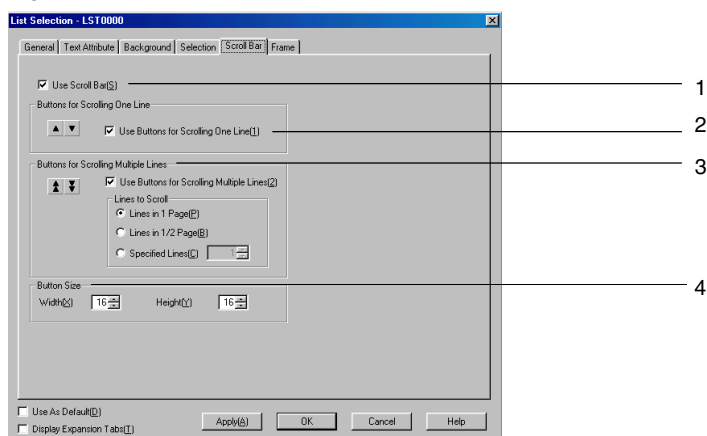 List Selection - LST0000
General Text Attribute Background Selection Scroll Bar Frame
Use Scroll Bar(S)
1
Buttons for Scrolling One Line
Use Buttons for Scrolling One Line(1)
2
Buttons for Scrolling Multiple Lines
3
Use Buttons for Scrolling Multiple Lines(2)
Lines to Scroll
Lines in 1 Page(P)
Lines in 1/2 Page(B)
Specified Lines(C) 1
Button Size
4
Width(X) 16 Height(Y) 16
Use As Default(D)
Display Expansion Tabs(T)
Apply(A) OK Cancel Help